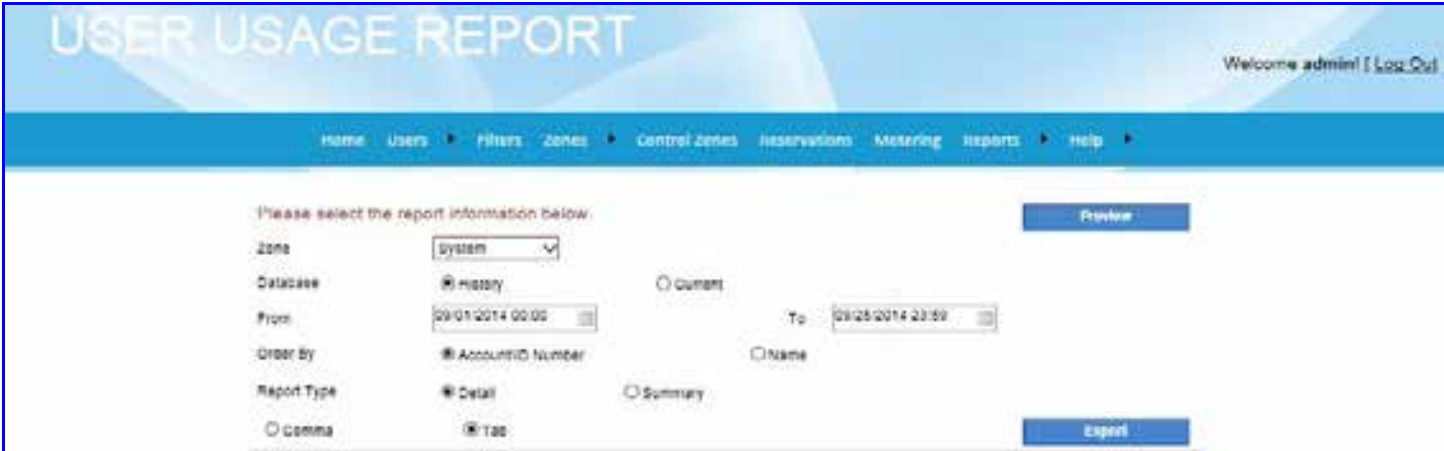 USER USAGE REPORT
Welcome admin! [ Log Out
Home Users Filters Zones Control Zones Reservations Metering Reports Help
Please select the report information below. Preview
Zone System
Database History Current
From 09/01/2014 00:00 To 09/25/2014 23:59
Order By Account/ID Number Name
Report Type Detail Summary
Comma Tab Export